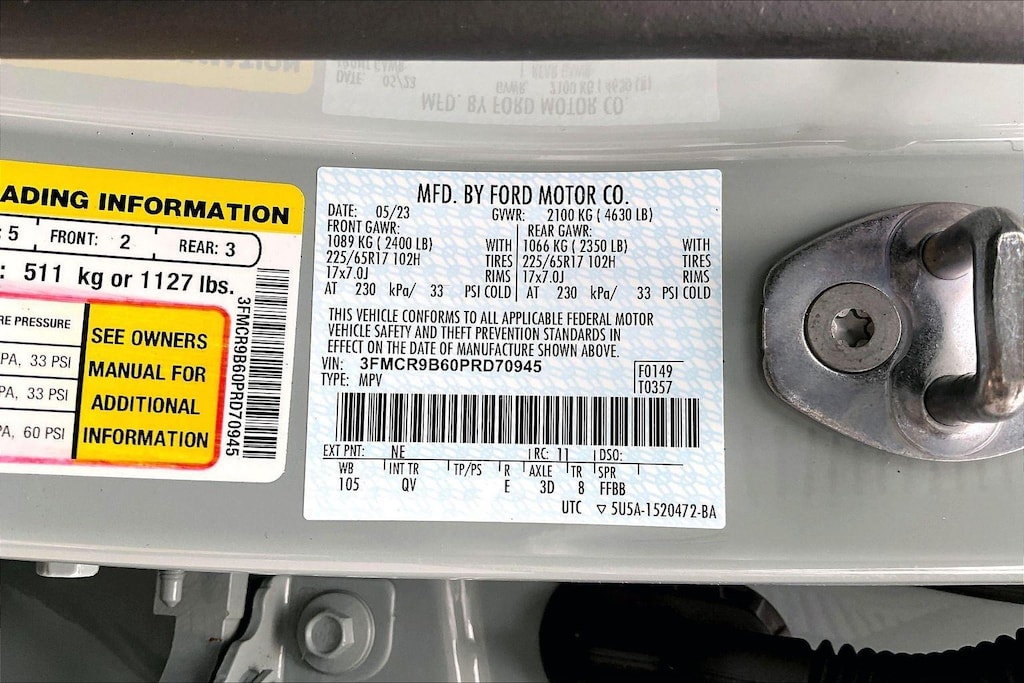 MFD. BY FORD MOTOR CO.
DATE: 05/23 GVWR: 2100 KG ( 4630 LB)
FRONT GAWR: REAR GAWR:
1089 KG ( 2400 LB) WITH 1066 KG ( 2350 LB) WITH
225/65R17 102H TIRES 225/65R17 102H TIRES
17x7.0J RIMS 17x7.0J RIMS
AT 230 kPa/ 33 PSI COLD AT 230 kPa/ 33 PSI COLD
THIS VEHICLE CONFORMS TO ALL APPLICABLE FEDERAL MOTOR
VEHICLE SAFETY AND THEFT PREVENTION STANDARDS IN
EFFECT ON THE DATE OF MANUFACTURE SHOWN ABOVE.
VIN: 3FMCR9B60PRD70945
TYPE: MPV
F0149
T0357
EXT PNT: NE RC: 11 DSO:
WB INT TR TP/PS R AXLE TR SPR
105 QV E 3D 8 FFBB
UTC ▽ 5U5A-1520472-BA
ADING INFORMATION
: 5 FRONT: 2 REAR: 3
: 511 kg or 1127 lbs.
RE PRESSURE
PA, 33 PSI
PA, 33 PSI
PA, 60 PSI
SEE OWNERS
MANUAL FOR
ADDITIONAL
INFORMATION
3FMCR9B60PRD70945